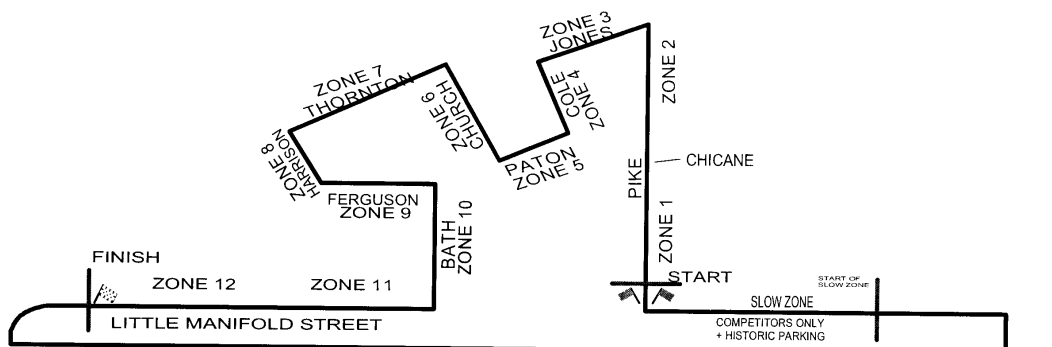 ZONE 3
JONES
ZONE 2
ZONE 7
THORNTON
ZONE 6
CHURCH
COLE
ZONE 4
ZONE 8
HARRISON
PATON
ZONE 5
CHICANE
PIKE
FERGUSON
ZONE 9
BATH
ZONE 10
ZONE 1
FINISH
ZONE 12
ZONE 11
START
START OF
SLOW ZONE
SLOW ZONE
LITTLE MANIFOLD STREET
COMPETITORS ONLY
+ HISTORIC PARKING